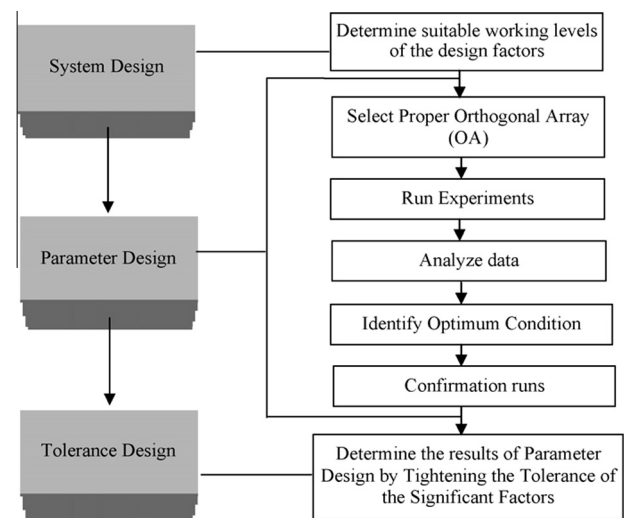 System Design
Determine suitable working levels
of the design factors
Select Proper Orthogonal Array
(OA)
Run Experiments
Parameter Design
Analyze data
Identify Optimum Condition
Confirmation runs
Tolerance Design
Determine the results of Parameter
Design by Tightening the Tolerance of
the Significant Factors